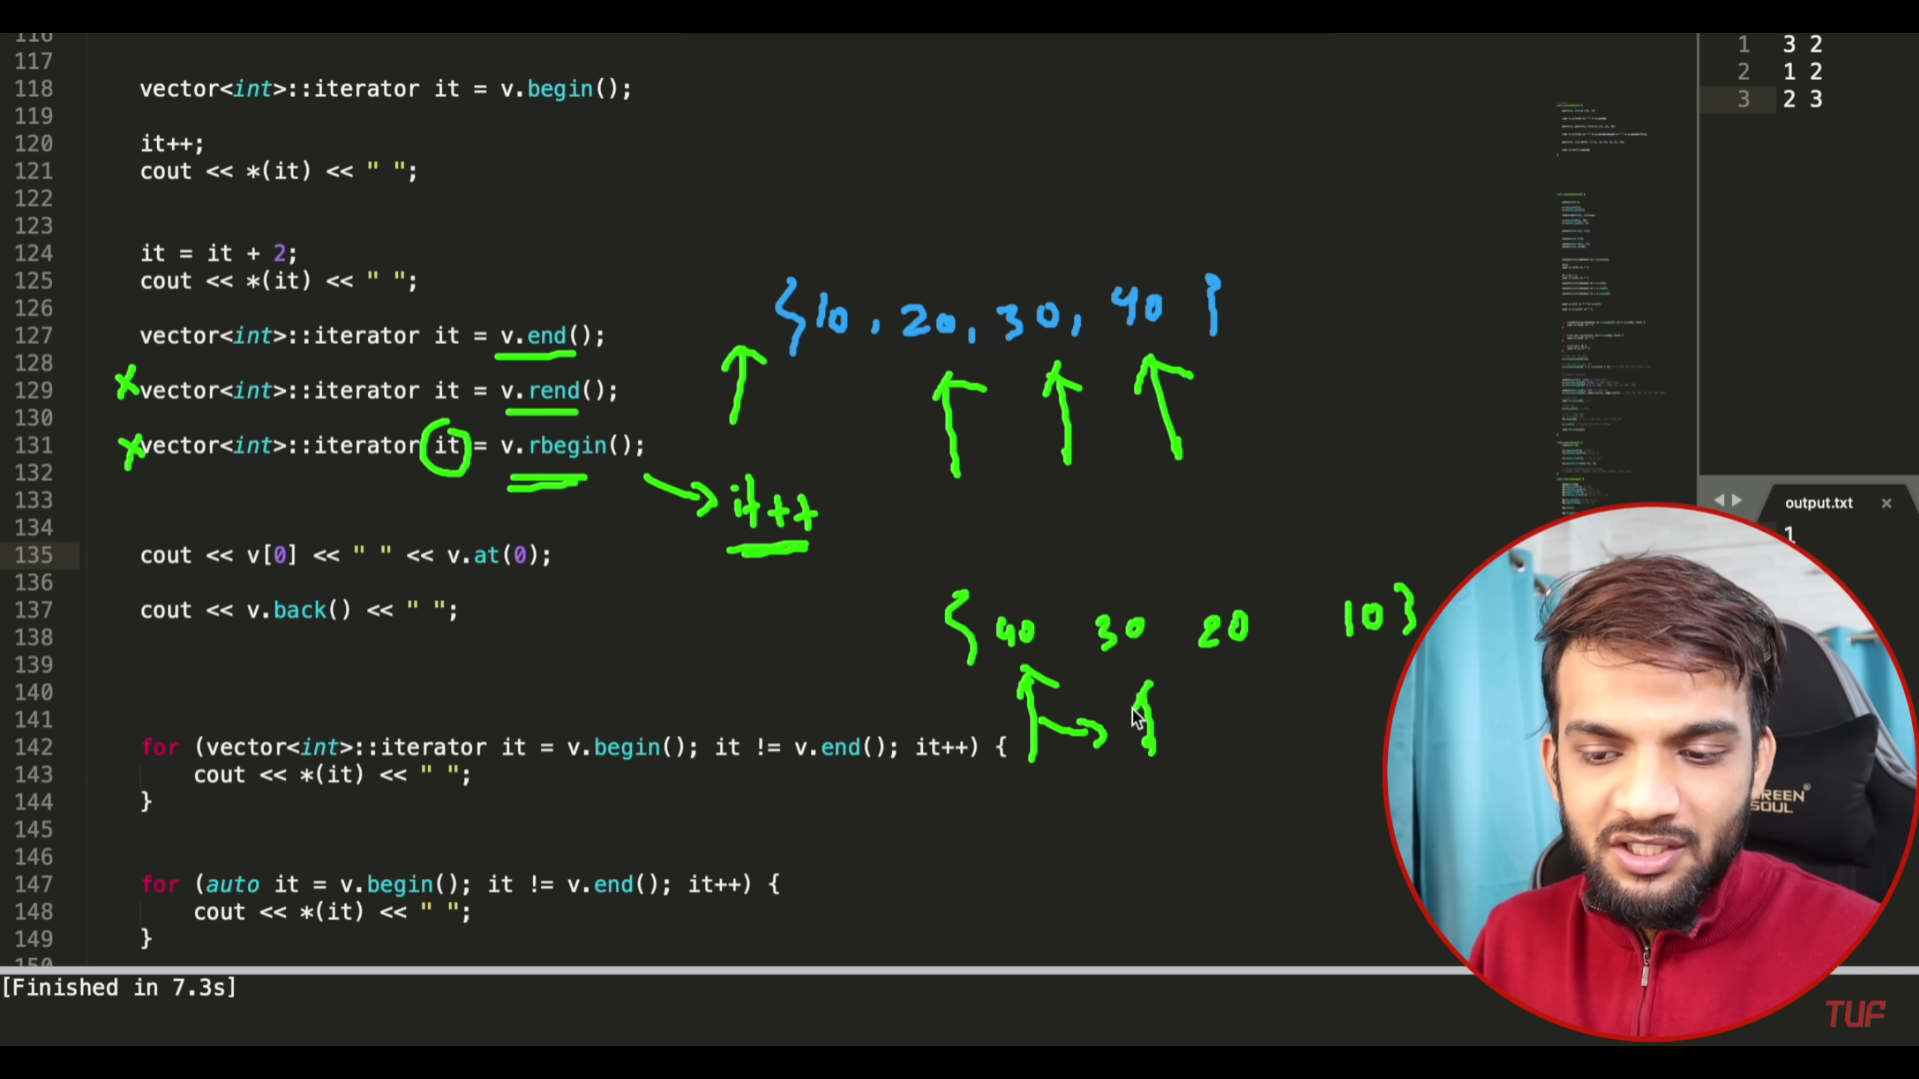 116
117
118 vector<int>::iterator it = v.begin();
119
120 it++;
121 cout << *(it) << " ";
122
123
124 it = it + 2;
125 cout << *(it) << " ";
126
127 vector<int>::iterator it = v.end();
128
129 x vector<int>::iterator it = v.rend();
130
131 x vector<int>::iterator it = v.rbegin();
132
133
134
135 cout << v[0] << " " << v.at(0);
136
137 cout << v.back() << " ";
138
139
140
141
142 for (vector<int>::iterator it = v.begin(); it != v.end(); it++) {
143 cout << *(it) << " ";
144 }
145
146
147 for (auto it = v.begin(); it != v.end(); it++) {
148 cout << *(it) << " ";
149 }
150
{10, 20, 30, 40 }
it++
{ 40 30 20 10}
1 3 2
2 1 2
3 2 3
output.txt ×
1
GREEN
SOUL
[Finished in 7.3s]
TUF